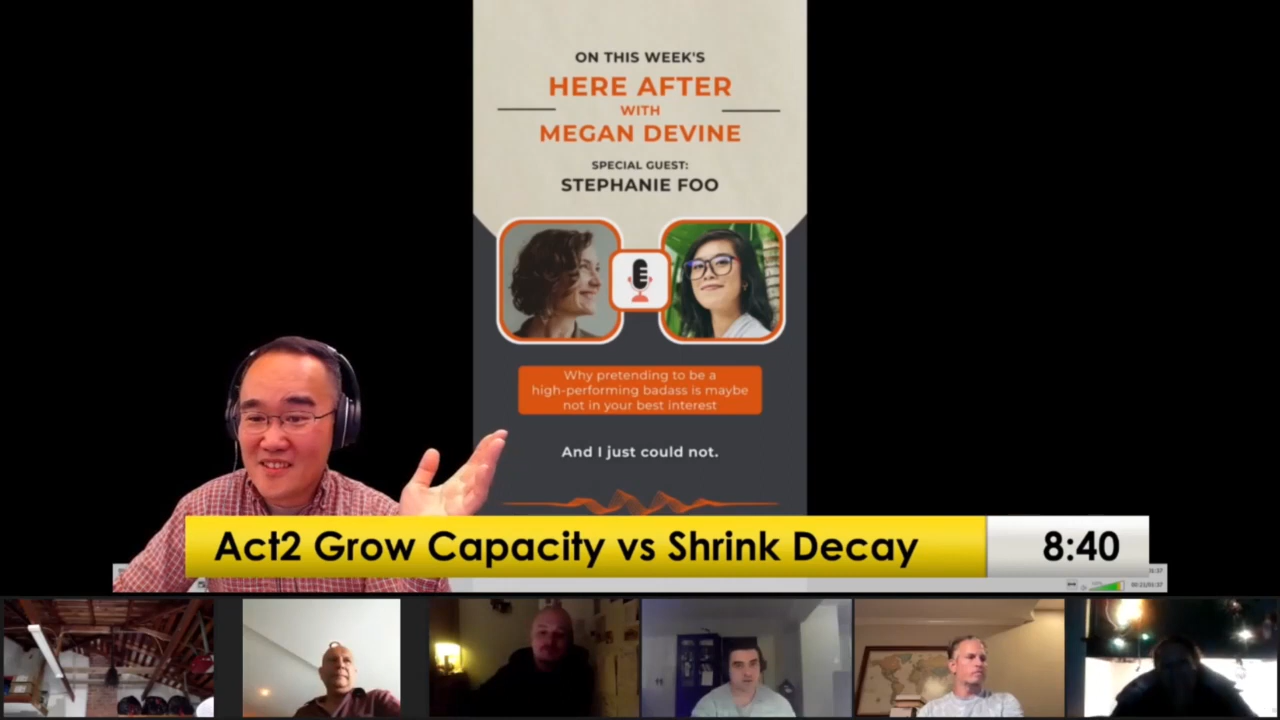 ON THIS WEEK'S
HERE AFTER
WITH
MEGAN DEVINE
SPECIAL GUEST:
STEPHANIE FOO
Why pretending to be a
high-performing badass is maybe
not in your best interest
And I just could not.
Act2 Grow Capacity vs Shrink Decay
8:40